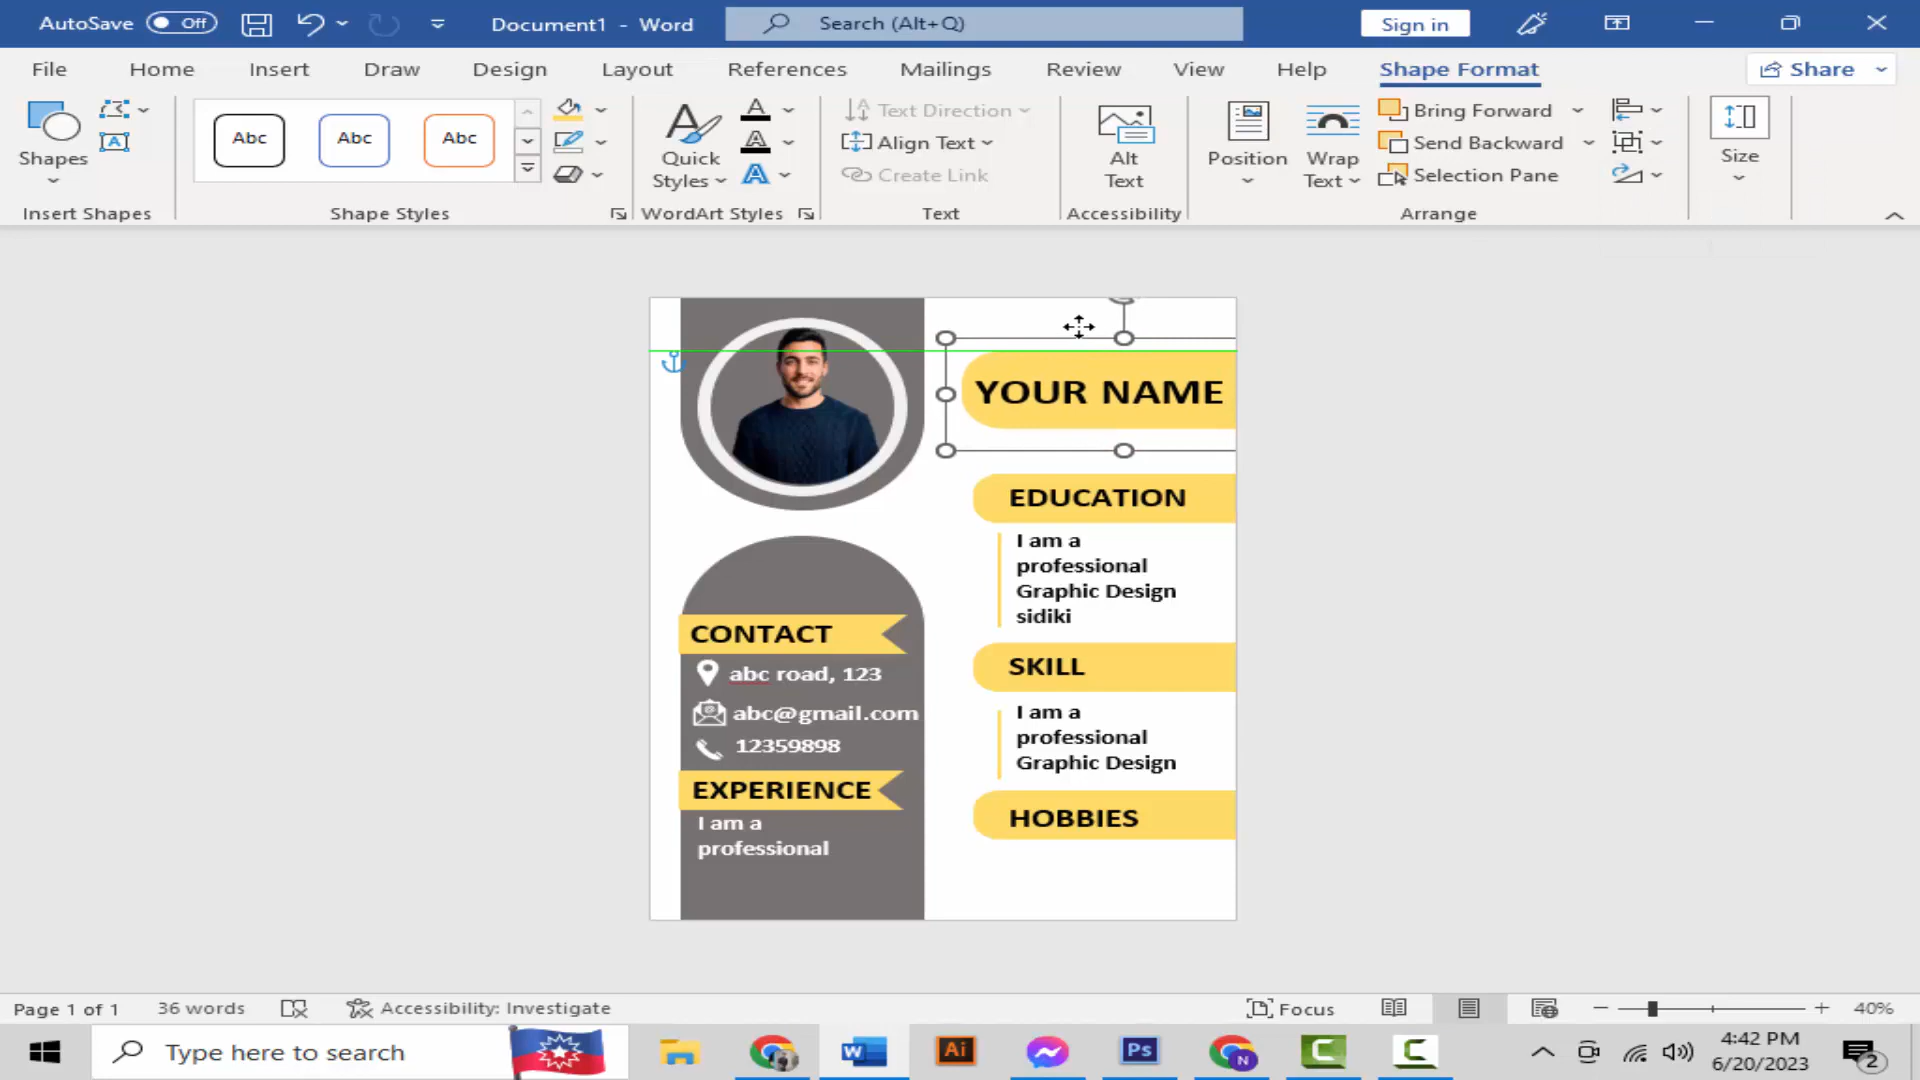 AutoSave Off Document1 - Word Search (Alt+Q) Sign in
File Home Insert Draw Design Layout References Mailings Review View Help Shape Format Share
Shapes
Insert Shapes
Abc Abc Abc
Shape Styles
Quick
Styles
WordArt Styles
Text Direction
Align Text
Create Link
Text
Alt
Text
Accessibility
Position
Wrap
Text
Bring Forward
Send Backward
Selection Pane
Arrange
Size
YOUR NAME
EDUCATION
I am a
professional
Graphic Design
sidiki
SKILL
I am a
professional
Graphic Design
HOBBIES
CONTACT
abc road, 123
abc@gmail.com
12359898
EXPERIENCE
I am a
professional
Page 1 of 1 36 words Accessibility: Investigate Focus 40%
Type here to search
Ai
Ps
N
4:42 PM
6/20/2023
2